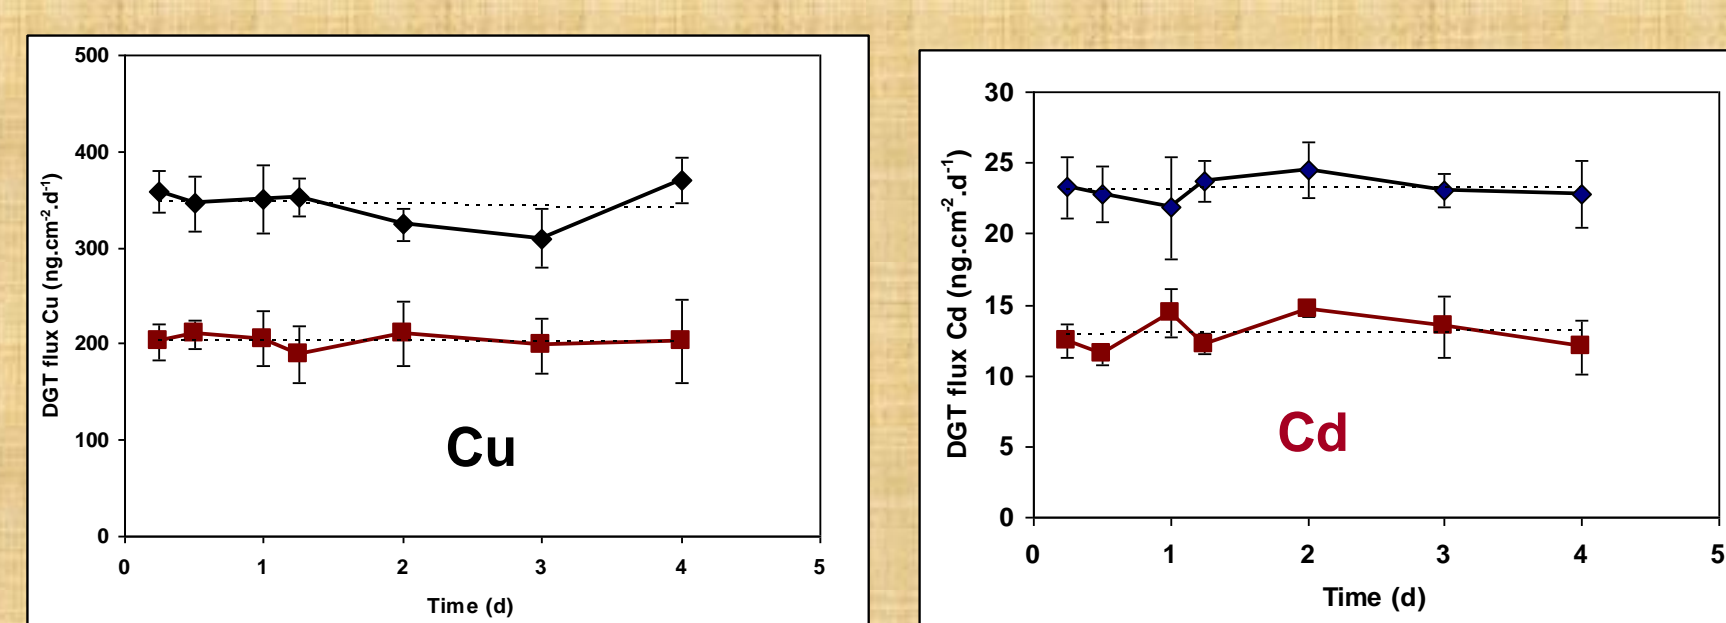 500
400
300
200
100
0
0 1 2 3 4 5
DGT flux Cu (ng.cm⁻².d⁻¹)
Time (d)
Cu
30
25
20
15
10
5
0
0 1 2 3 4 5
DGT flux Cd (ng.cm⁻².d⁻¹)
Time (d)
Cd